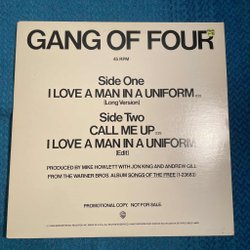 GANG OF FOUR
45 RPM
Side One
I LOVE A MAN IN A UNIFORM
(Long Version)
Side Two
CALL ME UP
I LOVE A MAN IN A UNIFORM
(Edit)
PRODUCED BY MIKE HOWLETT WITH JON KING AND ANDREW GILL
FROM THE WARNER BROS. ALBUM SONGS OF THE FREE (1-23683)
PROMOTIONAL COPY NOT FOR SALE